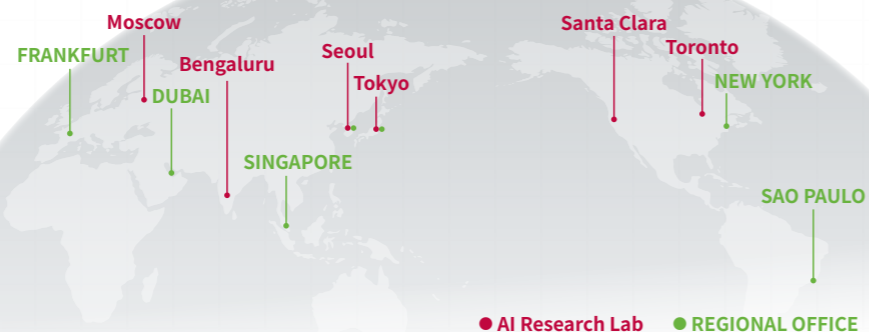 Moscow
Santa Clara
FRANKFURT
Seoul
Toronto
Bengaluru
Tokyo
NEW YORK
DUBAI
SINGAPORE
SAO PAULO
AI Research Lab
REGIONAL OFFICE